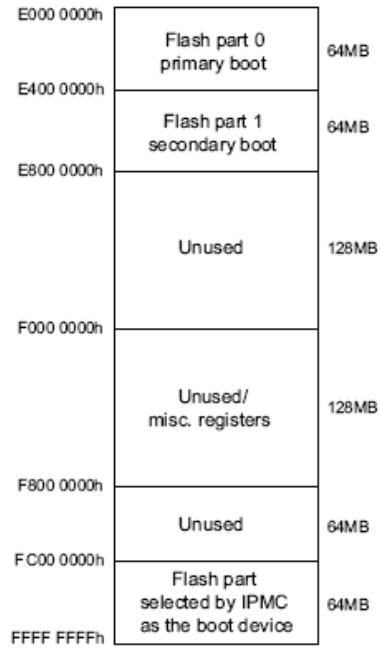 E000 0000h
Flash part 0
primary boot
64MB
E400 0000h
Flash part 1
secondary boot
64MB
E800 0000h
Unused
128MB
F000 0000h
Unused/
misc. registers
128MB
F800 0000h
Unused
64MB
FC00 0000h
Flash part
selected by IPMC
as the boot device
64MB
FFFF FFFFh